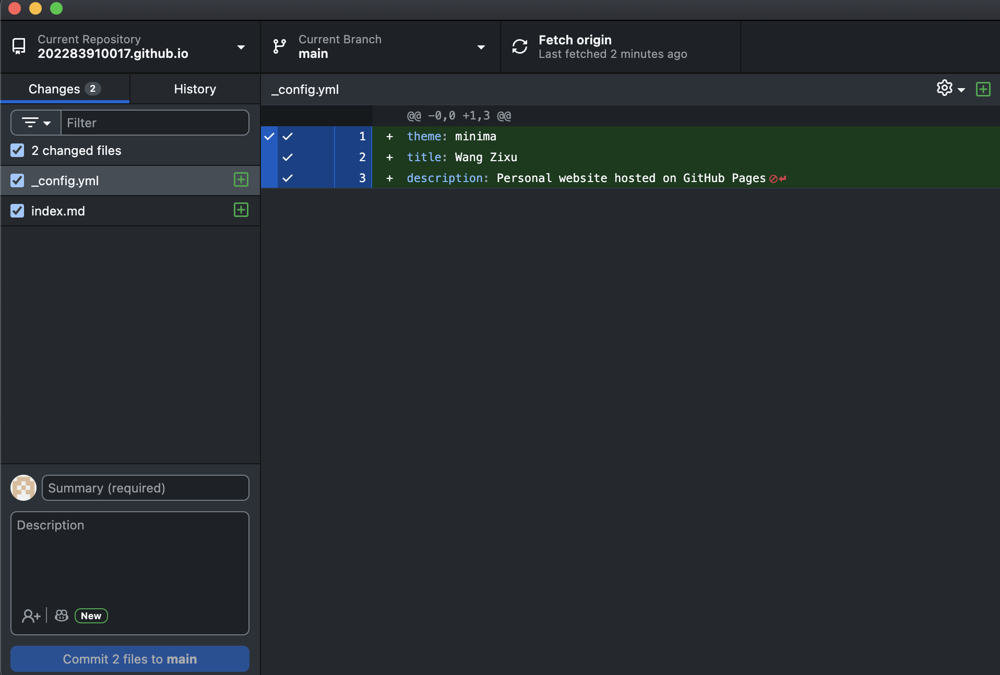 Current Repository
202283910017.github.io
Current Branch
main
Fetch origin
Last fetched 2 minutes ago
Changes 2
History
Filter
2 changed files
_config.yml
index.md
_config.yml
@@ -0,0 +1,3 @@
1 + theme: minima
2 + title: Wang Zixu
3 + description: Personal website hosted on GitHub Pages
Summary (required)
Description
New
Commit 2 files to main